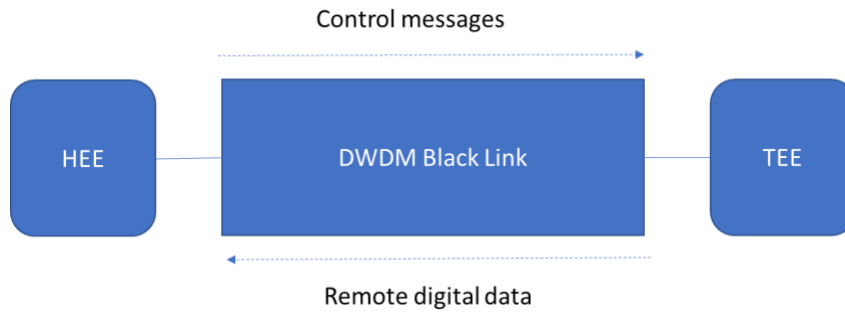 Control messages
HEE
DWDM Black Link
TEE
Remote digital data